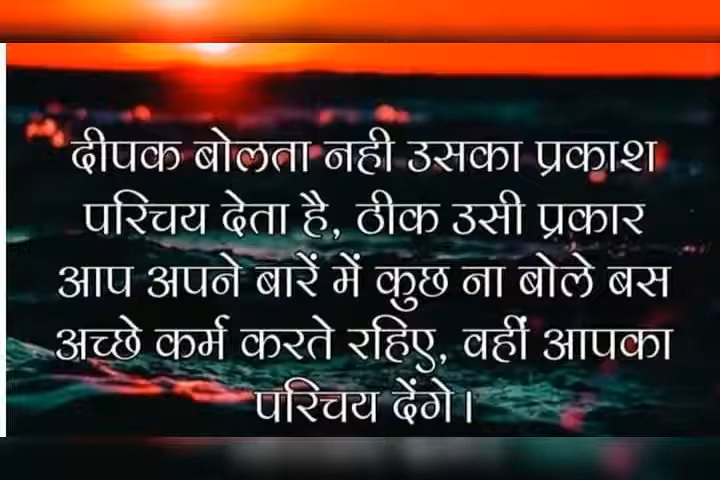 दीपक बोलता नही उसका प्रकाश
परिचय देता है, ठीक उसी प्रकार
आप अपने बारें में कुछ ना बोले बस
अच्छे कर्म करते रहिए, वहीं आपका
परिचय देंगे।